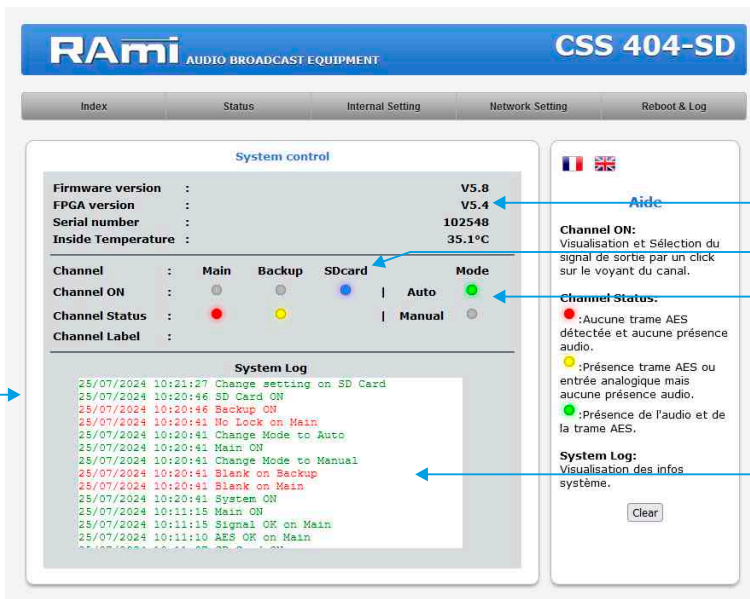 RAmi AUDIO BROADCAST EQUIPMENT
CSS 404-SD
Index Status Internal Setting Network Setting Reboot & Log
System control
Firmware version : V5.8
FPGA version : V5.4
Serial number : 102548
Inside Temperature : 35.1°C
Channel : Main Backup SDcard Mode
Channel ON : | Auto
Channel Status : | Manual
Channel Label :
System Log
25/07/2024 10:21:27 Change setting on SD Card
25/07/2024 10:20:46 SD Card ON
25/07/2024 10:20:46 Backup ON
25/07/2024 10:20:41 No Lock on Main
25/07/2024 10:20:41 Change Mode to Auto
25/07/2024 10:20:41 Main ON
25/07/2024 10:20:41 Change Mode to Manual
25/07/2024 10:20:41 Blank on Backup
25/07/2024 10:20:41 Blank on Main
25/07/2024 10:20:41 System ON
25/07/2024 10:11:15 Main ON
25/07/2024 10:11:15 Signal OK on Main
25/07/2024 10:11:10 AES OK on Main
Aide
Channel ON:
Visualisation et Sélection du
signal de sortie par un click
sur le voyant du canal.
Channel Status:
:Aucune trame AES
détectée et aucune présence
audio.
:Présence trame AES ou
entrée analogique mais
aucune présence audio.
:Présence de l'audio et de
la trame AES.
System Log:
Visualisation des infos
système.
Clear